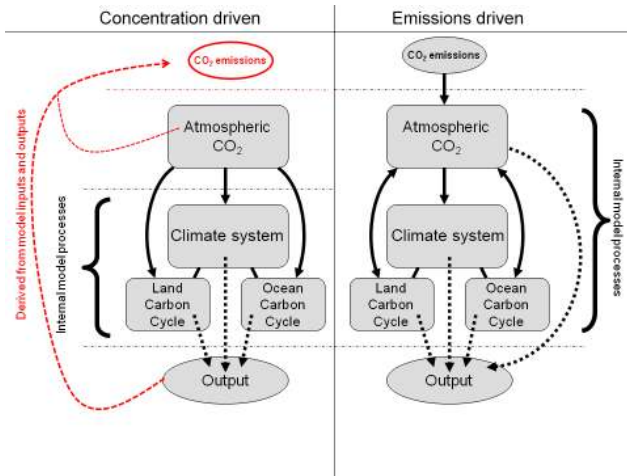 Concentration driven
Emissions driven
CO₂ emissions
CO₂ emissions
Atmospheric
CO₂
Atmospheric
CO₂
Derived from model inputs and outputs
Internal model processes
Internal model processes
Climate system
Climate system
Land
Carbon
Cycle
Ocean
Carbon
Cycle
Land
Carbon
Cycle
Ocean
Carbon
Cycle
Output
Output